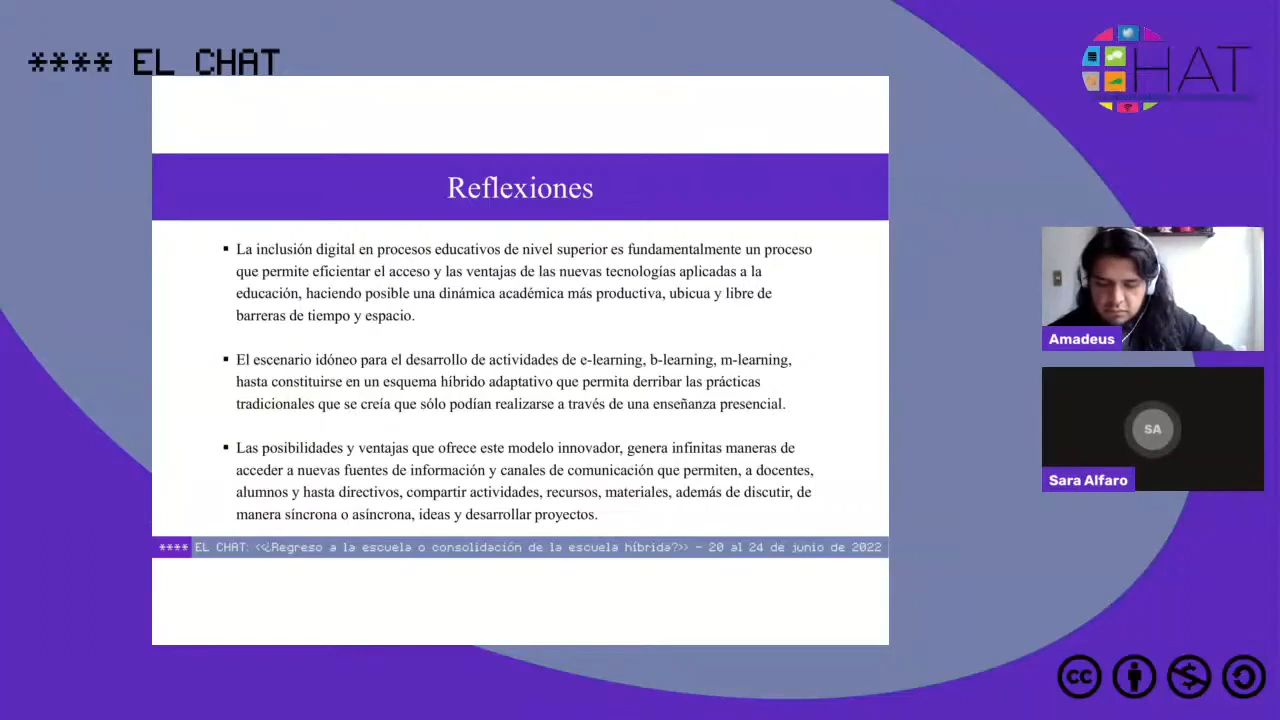 **** EL CHAT
HAT
Reflexiones
▪ La inclusión digital en procesos educativos de nivel superior es fundamentalmente un proceso
que permite eficientar el acceso y las ventajas de las nuevas tecnologías aplicadas a la
educación, haciendo posible una dinámica académica más productiva, ubicua y libre de
barreras de tiempo y espacio.
▪ El escenario idóneo para el desarrollo de actividades de e-learning, b-learning, m-learning,
hasta constituirse en un esquema híbrido adaptativo que permita derribar las prácticas
tradicionales que se creía que sólo podían realizarse a través de una enseñanza presencial.
▪ Las posibilidades y ventajas que ofrece este modelo innovador, genera infinitas maneras de
acceder a nuevas fuentes de información y canales de comunicación que permiten, a docentes,
alumnos y hasta directivos, compartir actividades, recursos, materiales, además de discutir, de
manera síncrona o asíncrona, ideas y desarrollar proyectos.
**** EL CHAT: <<¿Regreso a la escuela o consolidación de la escuela híbrida?>> - 20 al 24 de junio de 2022
Amadeus
SA
Sara Alfaro
CC